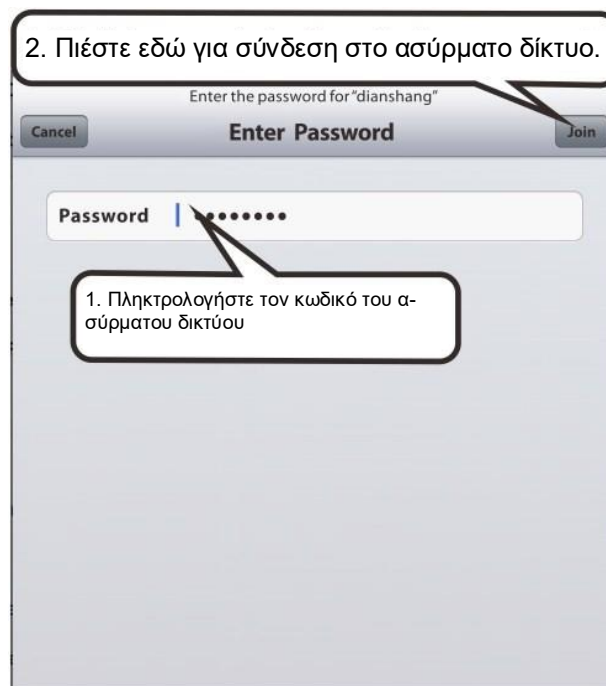 2. Πιέστε εδώ για σύνδεση στο ασύρματο δίκτυο.
Enter the password for "dianshang"
Cancel
Enter Password
Join
Password ••••••••
1. Πληκτρολογήστε τον κωδικό του α-
σύρματου δικτύου